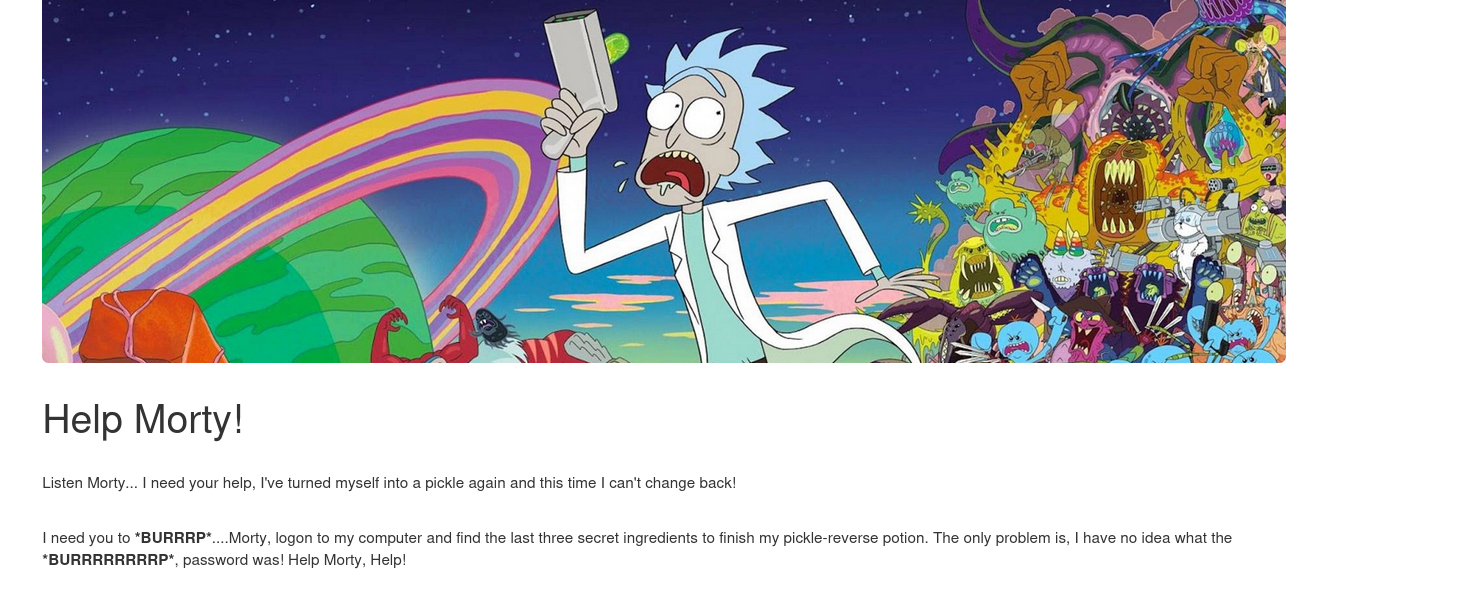 Help Morty!
Listen Morty... I need your help, I've turned myself into a pickle again and this time I can't change back!
I need you to *BURRRP*....Morty, logon to my computer and find the last three secret ingredients to finish my pickle-reverse potion. The only problem is, I have no idea what the
*BURRRRRRRRP*, password was! Help Morty, Help!